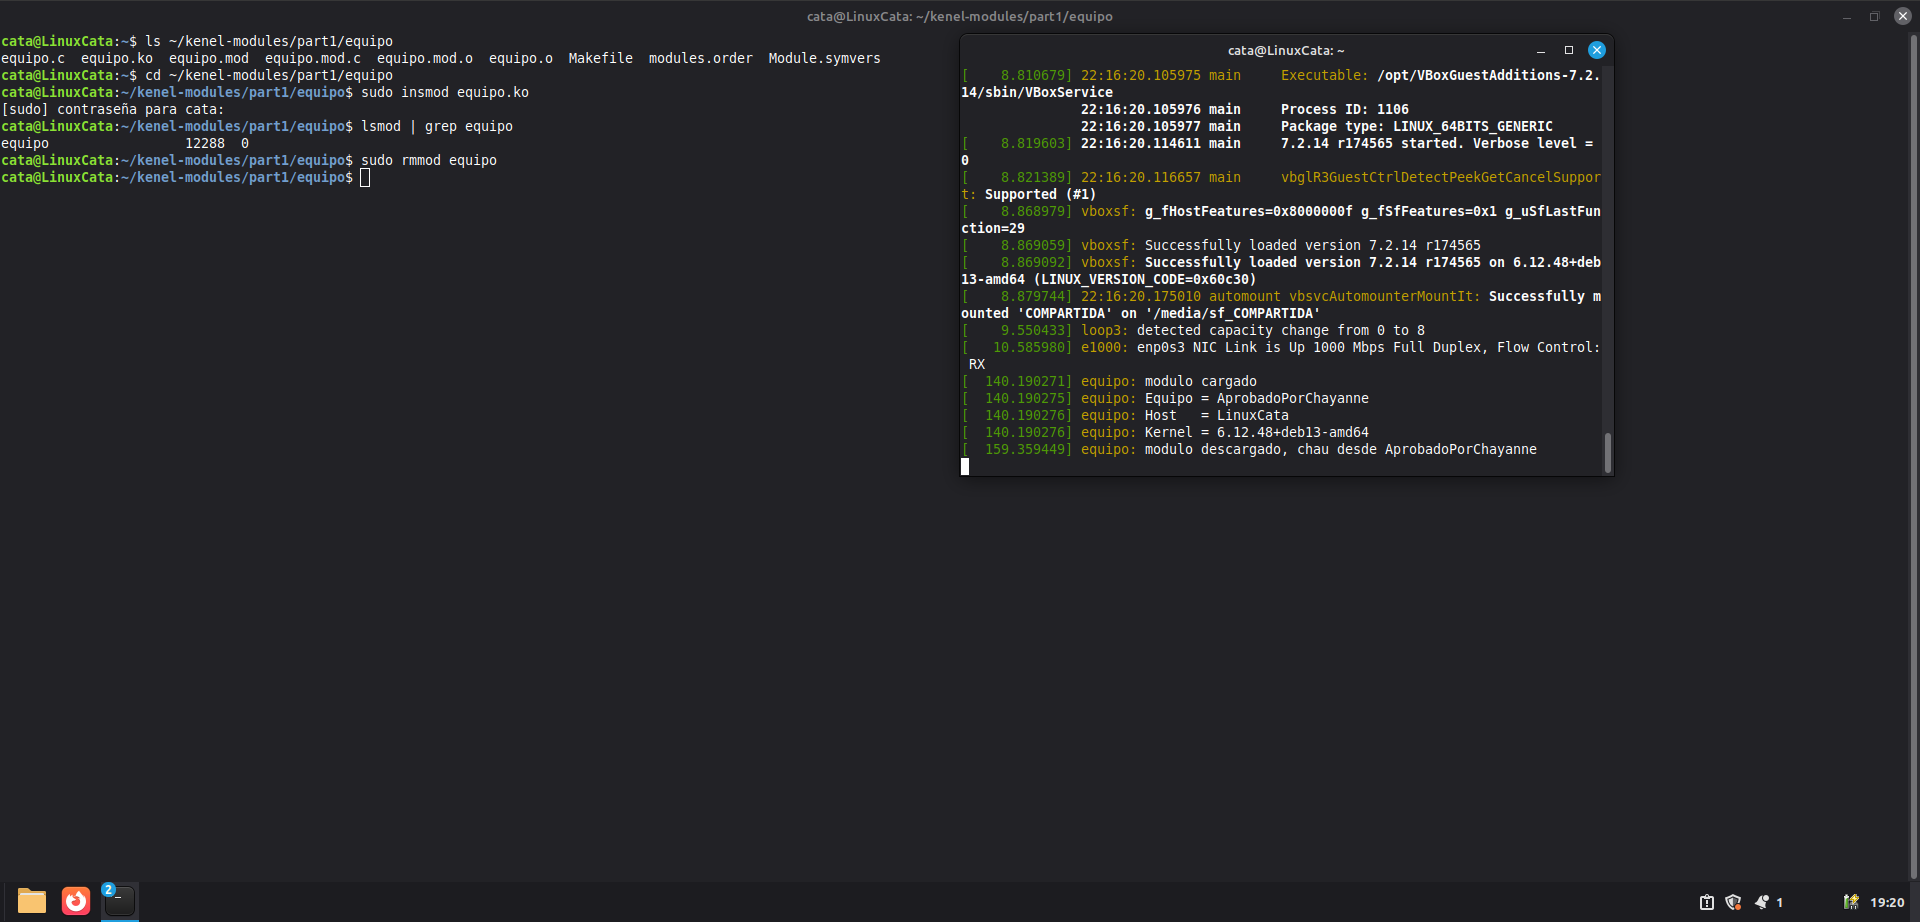 cata@LinuxCata: ~/kenel-modules/part1/equipo
cata@LinuxCata:~$ ls ~/kenel-modules/part1/equipo
equipo.c  equipo.ko  equipo.mod  equipo.mod.c  equipo.mod.o  equipo.o  Makefile  modules.order  Module.symvers
cata@LinuxCata:~$ cd ~/kenel-modules/part1/equipo
cata@LinuxCata:~/kenel-modules/part1/equipo$ sudo insmod equipo.ko
[sudo] contraseña para cata:
cata@LinuxCata:~/kenel-modules/part1/equipo$ lsmod | grep equipo
equipo                 12288  0
cata@LinuxCata:~/kenel-modules/part1/equipo$ sudo rmmod equipo
cata@LinuxCata:~/kenel-modules/part1/equipo$
cata@LinuxCata: ~
[    8.810679] 22:16:20.105975 main     Executable: /opt/VBoxGuestAdditions-7.2.
14/sbin/VBoxService
               22:16:20.105976 main     Process ID: 1106
               22:16:20.105977 main     Package type: LINUX_64BITS_GENERIC
[    8.819603] 22:16:20.114611 main     7.2.14 r174565 started. Verbose level =
0
[    8.821389] 22:16:20.116657 main     vbglR3GuestCtrlDetectPeekGetCancelSuppor
t: Supported (#1)
[    8.868979] vboxsf: g_fHostFeatures=0x8000000f g_fSfFeatures=0x1 g_uSfLastFun
ction=29
[    8.869059] vboxsf: Successfully loaded version 7.2.14 r174565
[    8.869092] vboxsf: Successfully loaded version 7.2.14 r174565 on 6.12.48+deb
13-amd64 (LINUX_VERSION_CODE=0x60c30)
[    8.879744] 22:16:20.175010 automount vbsvcAutomounterMountIt: Successfully m
ounted 'COMPARTIDA' on '/media/sf_COMPARTIDA'
[    9.550433] loop3: detected capacity change from 0 to 8
[   10.585980] e1000: enp0s3 NIC Link is Up 1000 Mbps Full Duplex, Flow Control:
 RX
[  140.190271] equipo: modulo cargado
[  140.190275] equipo: Equipo = AprobadoPorChayanne
[  140.190276] equipo: Host   = LinuxCata
[  140.190276] equipo: Kernel = 6.12.48+deb13-amd64
[  159.359449] equipo: modulo descargado, chau desde AprobadoPorChayanne
2
1
19:20